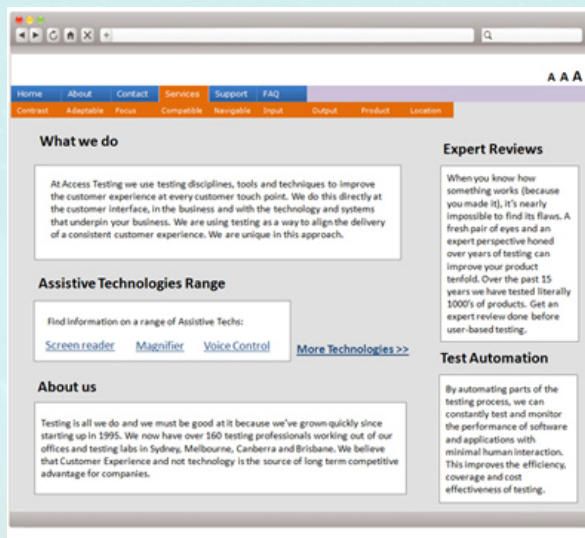 A A A
Home About Contact Services Support FAQ
Contrast Adaptable Focus Compatible Navigable Input Output Product Location
What we do
At Access Testing we use testing disciplines, tools and techniques to improve
the customer experience at every customer touch point. We do this directly at
the customer interface, in the business and with the technology and systems
that underpin your business. We are using testing as a way to align the delivery
of a consistent customer experience. We are unique in this approach.
Assistive Technologies Range
Find information on a range of Assistive Techs:
Screen reader Magnifier Voice Control
More Technologies >>
About us
Testing is all we do and we must be good at it because we've grown quickly since
starting up in 1995. We now have over 160 testing professionals working out of our
offices and testing labs in Sydney, Melbourne, Canberra and Brisbane. We believe
that Customer Experience and not technology is the source of long term competitive
advantage for companies.
Expert Reviews
When you know how
something works (because
you made it), it's nearly
impossible to find its flaws. A
fresh pair of eyes and an
expert perspective honed
over years of testing can
improve your product
tenfold. Over the past 15
years we have tested literally
1000's of products. Get an
expert review done before
user-based testing.
Test Automation
By automating parts of the
testing process, we can
constantly test and monitor
the performance of software
and applications with
minimal human interaction.
This improves the efficiency,
coverage and cost
effectiveness of testing.